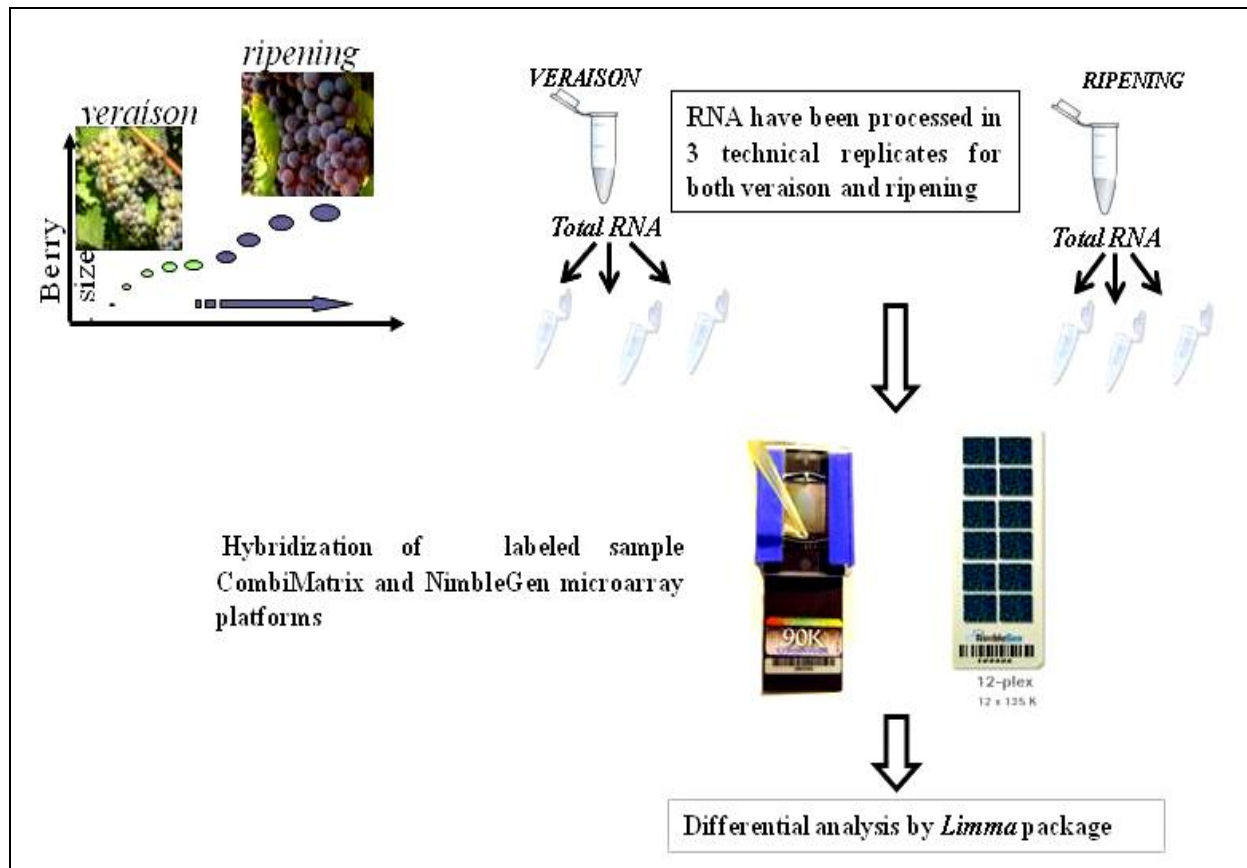 veraison
ripening
Berry
size
VERAISON
Total RNA
RNA have been processed in
3 technical replicates for
both veraison and ripening
RIPENING
Total RNA
Hybridization of labeled sample
CombiMatrix and NimbleGen microarray
platforms
90K
NimbleGen
12-plex
12 x 135 K
Differential analysis by Limma package